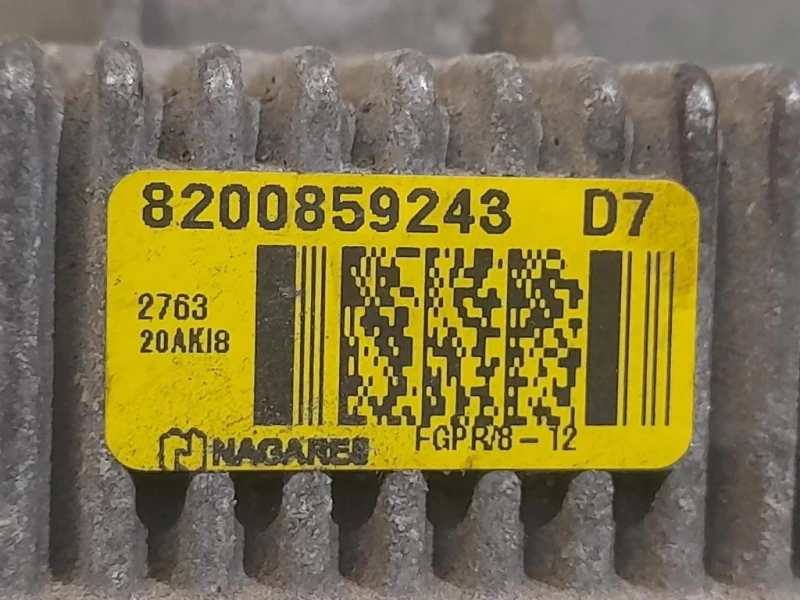 8200859243 D7
2763
20AKI8
NAGARES FGPR/8-12